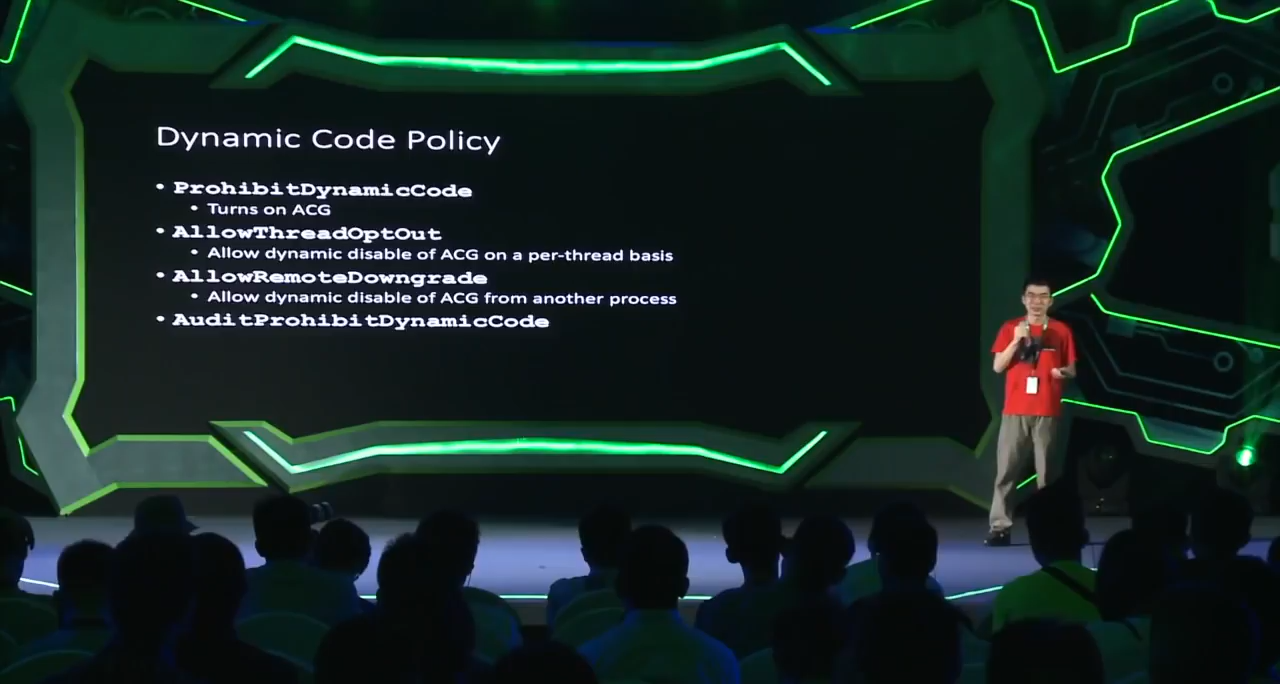 Dynamic Code Policy
• ProhibitDynamicCode
• Turns on ACG
• AllowThreadOptOut
• Allow dynamic disable of ACG on a per-thread basis
• AllowRemoteDowngrade
• Allow dynamic disable of ACG from another process
• AuditProhibitDynamicCode